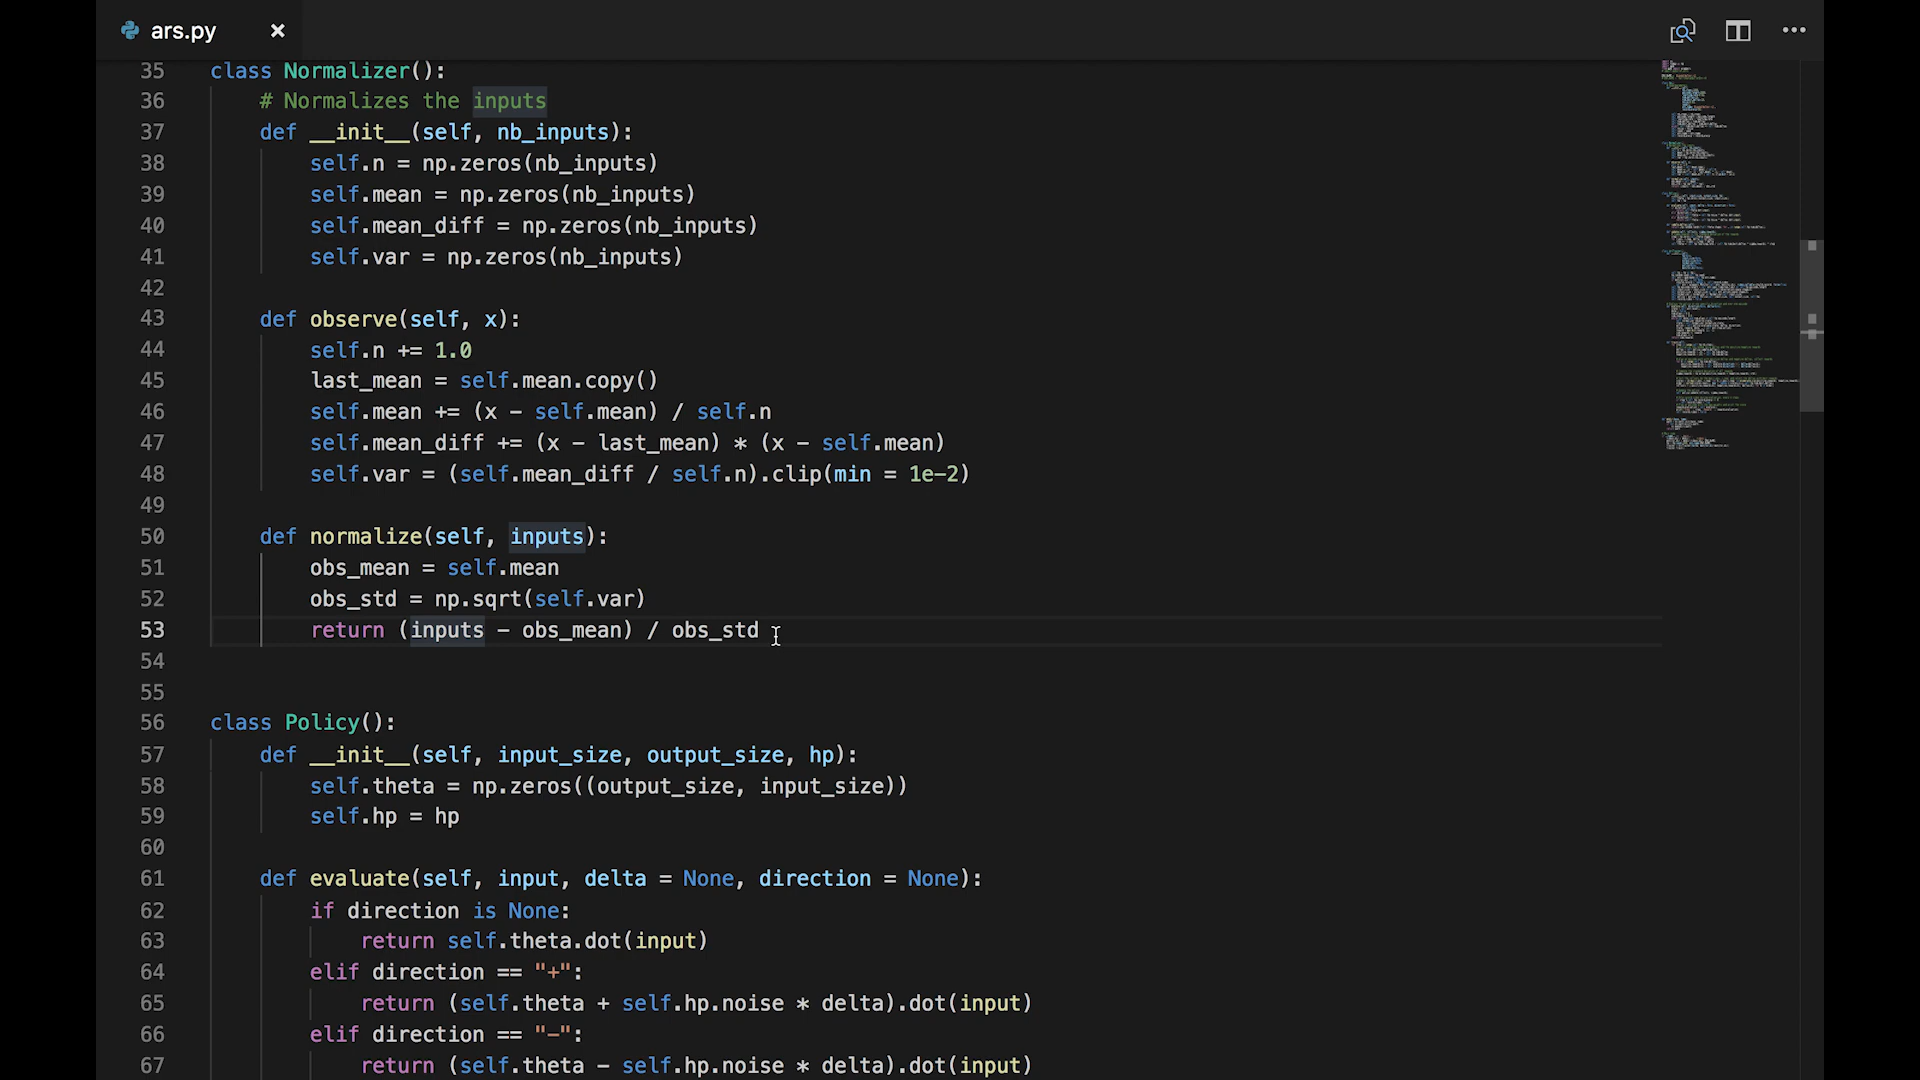 ars.py
35 class Normalizer():
36     # Normalizes the inputs
37     def __init__(self, nb_inputs):
38         self.n = np.zeros(nb_inputs)
39         self.mean = np.zeros(nb_inputs)
40         self.mean_diff = np.zeros(nb_inputs)
41         self.var = np.zeros(nb_inputs)
42
43     def observe(self, x):
44         self.n += 1.0
45         last_mean = self.mean.copy()
46         self.mean += (x - self.mean) / self.n
47         self.mean_diff += (x - last_mean) * (x - self.mean)
48         self.var = (self.mean_diff / self.n).clip(min = 1e-2)
49
50     def normalize(self, inputs):
51         obs_mean = self.mean
52         obs_std = np.sqrt(self.var)
53         return (inputs - obs_mean) / obs_std
54
55
56 class Policy():
57     def __init__(self, input_size, output_size, hp):
58         self.theta = np.zeros((output_size, input_size))
59         self.hp = hp
60
61     def evaluate(self, input, delta = None, direction = None):
62         if direction is None:
63             return self.theta.dot(input)
64         elif direction == "+":
65             return (self.theta + self.hp.noise * delta).dot(input)
66         elif direction == "-":
67             return (self.theta - self.hp.noise * delta).dot(input)